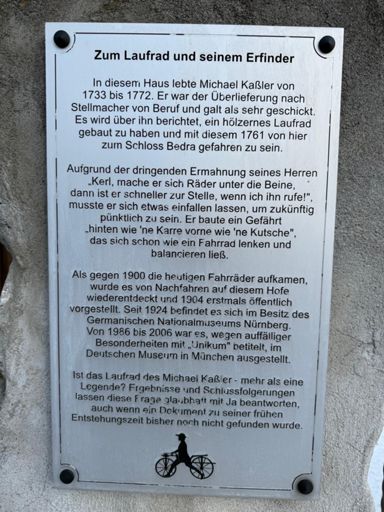 Zum Laufrad und seinem Erfinder
In diesem Haus lebte Michael Kaßler von
1733 bis 1772. Er war der Überlieferung nach
Stellmacher von Beruf und galt als sehr geschickt.
Es wird über ihn berichtet, ein hölzernes Laufrad
gebaut zu haben und mit diesem 1761 von hier
zum Schloss Bedra gefahren zu sein.
Aufgrund der dringenden Ermahnung seines Herren
„Kerl, mache er sich Räder unter die Beine,
dann ist er schneller zur Stelle, wenn ich ihn rufe!",
musste er sich etwas einfallen lassen, um zukünftig
pünktlich zu sein. Er baute ein Gefährt
„hinten wie 'ne Karre vorne wie 'ne Kutsche",
das sich schon wie ein Fahrrad lenken und
balancieren ließ.
Als gegen 1900 die heutigen Fahrräder aufkamen,
wurde es von Nachfahren auf diesem Hofe
wiederentdeckt und 1904 erstmals öffentlich
vorgestellt. Seit 1924 befindet es sich im Besitz des
Germanischen Nationalmuseums Nürnberg.
Von 1986 bis 2006 war es, wegen auffälliger
Besonderheiten mit „Unikum" betitelt, im
Deutschen Museum in München ausgestellt.
Ist das Laufrad des Michael Kaßler - mehr als eine
Legende? Ergebnisse und Schlussfolgerungen
lassen diese Frage glaubhaft mit Ja beantworten,
auch wenn ein Dokument zu seiner frühen
Entstehungszeit bisher noch nicht gefunden wurde.